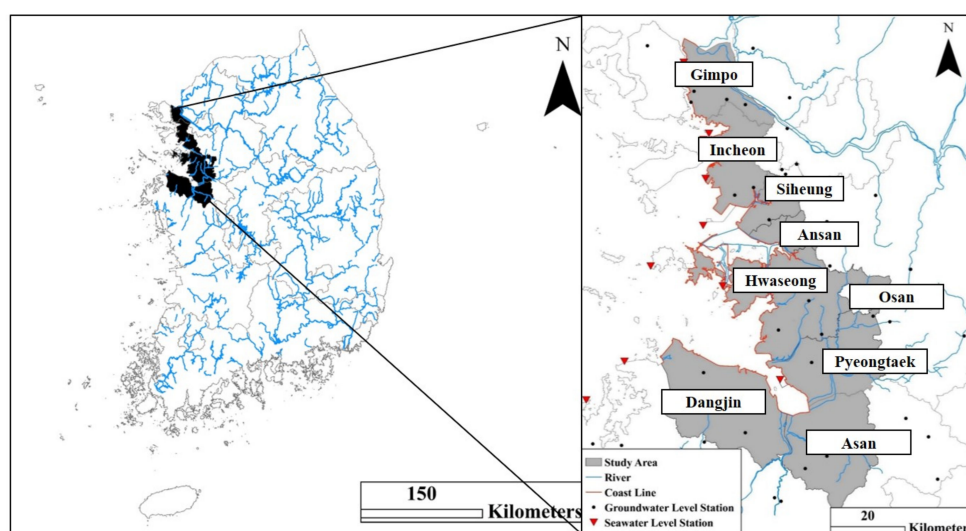 N
150
Kilometers
N
Gimpo
Incheon
Siheung
Ansan
Hwaseong
Osan
Pyeongtaek
Dangjin
Asan
Study Area
River
Coast Line
Groundwater Level Station
Seawater Level Station
20
Kilometers